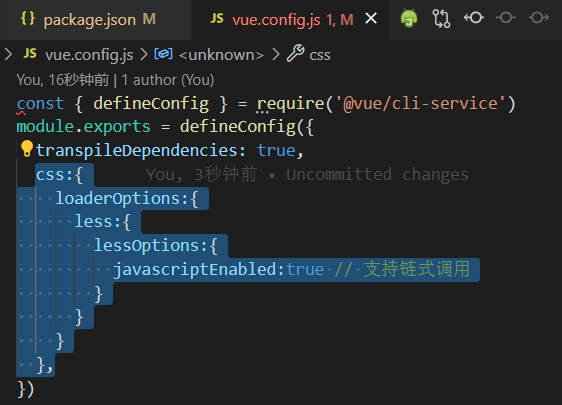 package.json M
JS vue.config.js 1, M
JS vue.config.js > <unknown> > css
You, 16秒钟前 | 1 author (You)
const { defineConfig } = require('@vue/cli-service')
module.exports = defineConfig({
transpileDependencies: true,
css:{ You, 3秒钟前 • Uncommitted changes
loaderOptions:{
less:{
lessOptions:{
javascriptEnabled:true // 支持链式调用
}
}
}
},
})